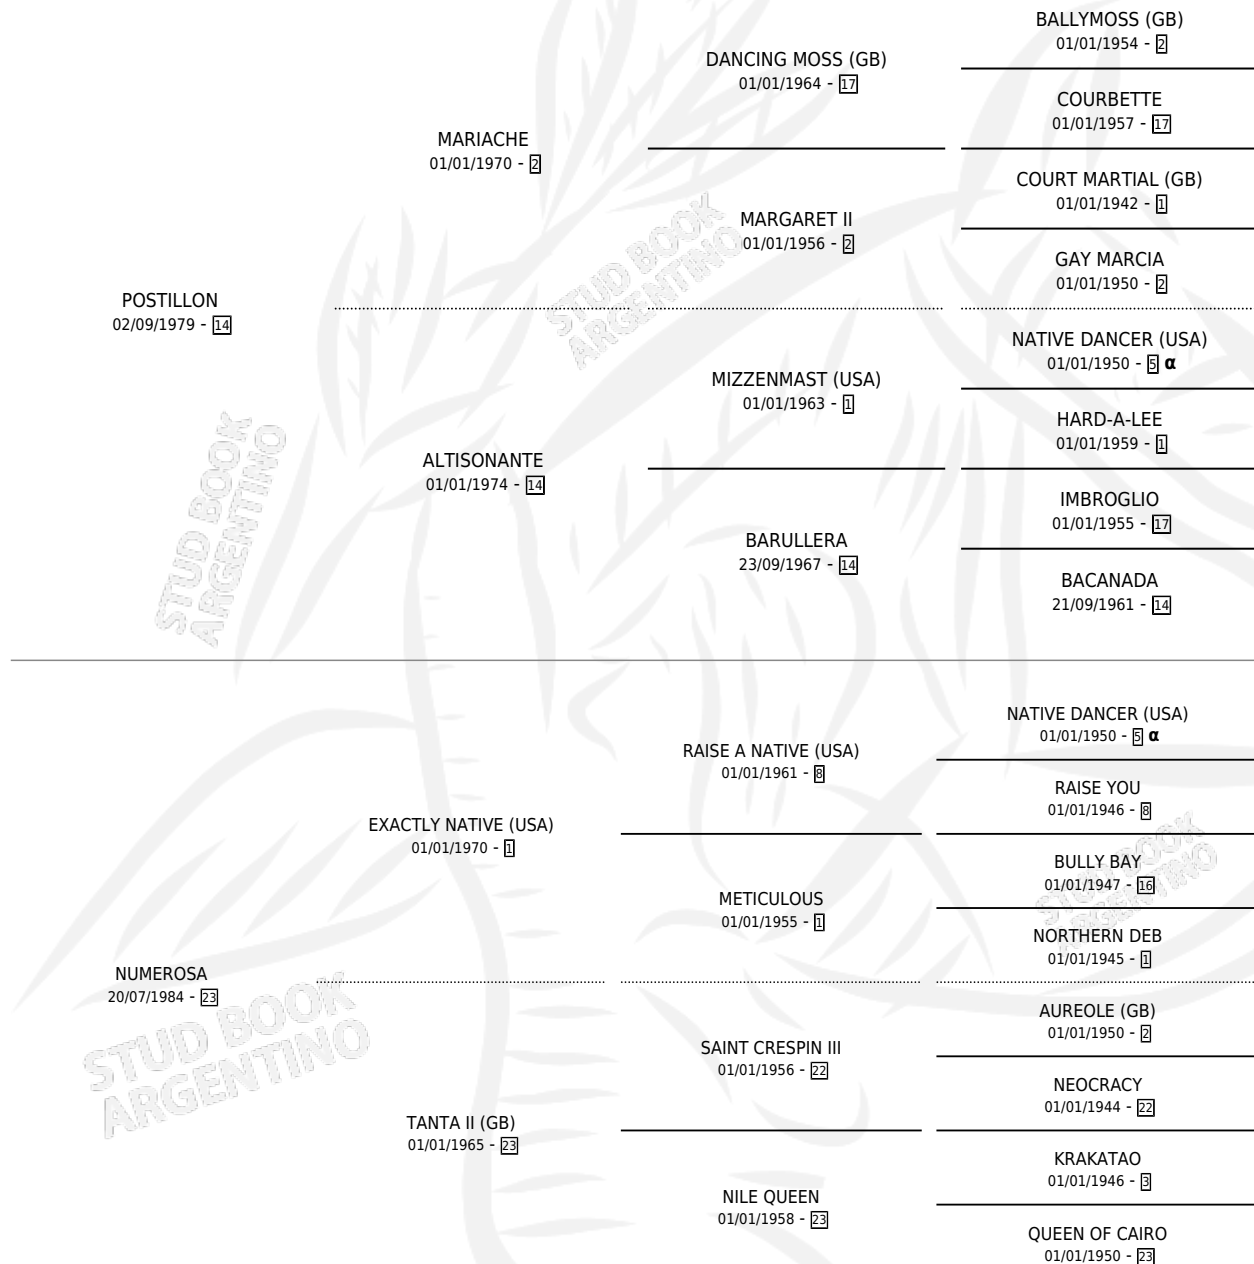 BALLYMOSS (GB)
01/01/1954 - 2
DANCING MOSS (GB)
01/01/1964 - 17
COURBETTE
01/01/1957 - 17
MARIACHE
01/01/1970 - 2
COURT MARTIAL (GB)
01/01/1942 - 1
MARGARET II
01/01/1956 - 2
GAY MARCIA
01/01/1950 - 2
POSTILLON
02/09/1979 - 14
NATIVE DANCER (USA)
01/01/1950 - 5 α
MIZZENMAST (USA)
01/01/1963 - 1
HARD-A-LEE
01/01/1959 - 1
ALTISONANTE
01/01/1974 - 14
IMBROGLIO
01/01/1955 - 17
BARULLERA
23/09/1967 - 14
BACANADA
21/09/1961 - 14
STUD BOOK
ARGENTINO
STUD BOOK
ARGENTINO
NATIVE DANCER (USA)
01/01/1950 - 5 α
RAISE A NATIVE (USA)
01/01/1961 - 8
RAISE YOU
01/01/1946 - 8
EXACTLY NATIVE (USA)
01/01/1970 - 1
BULLY BAY
01/01/1947 - 16
METICULOUS
01/01/1955 - 1
NORTHERN DEB
01/01/1945 - 1
NUMEROSA
20/07/1984 - 23
AUREOLE (GB)
01/01/1950 - 2
SAINT CRESPIN III
01/01/1956 - 22
NEOCRACY
01/01/1944 - 22
TANTA II (GB)
01/01/1965 - 23
KRAKATAO
01/01/1946 - 3
NILE QUEEN
01/01/1958 - 23
QUEEN OF CAIRO
01/01/1950 - 23
STUD BOOK
ARGENTINO
STUD BOOK
ARGENTINO